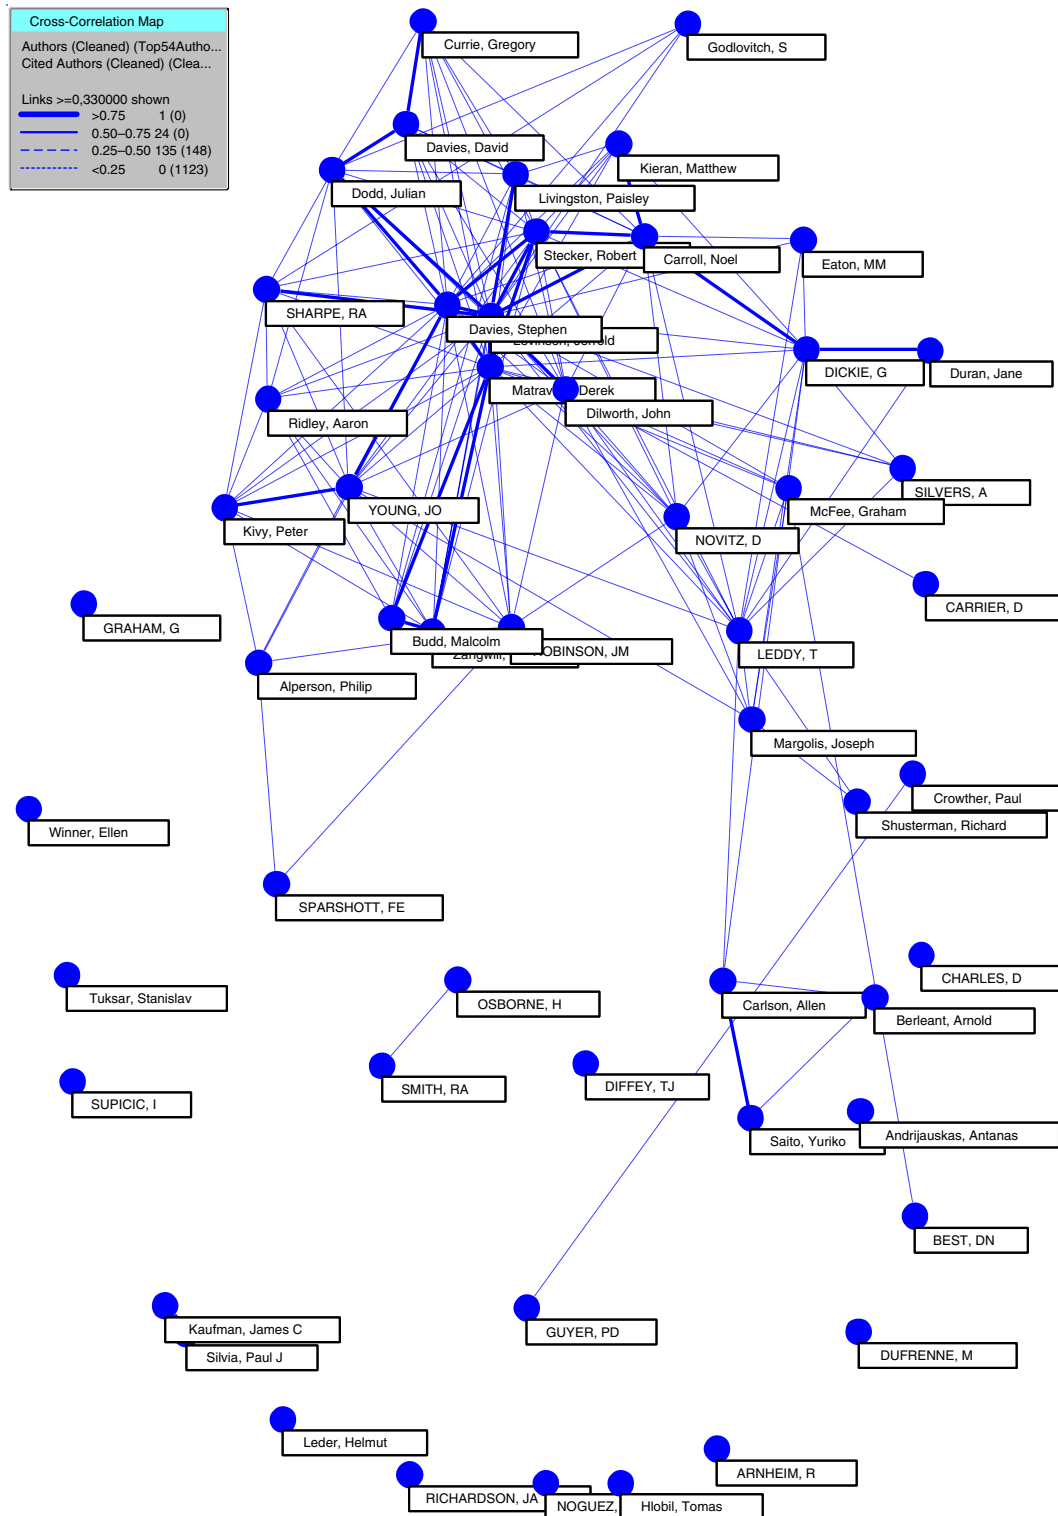 Cross-Correlation Map
Authors (Cleaned) (Top54Autho...
Cited Authors (Cleaned) (Clea...
Links >=0,330000 shown
>0.75 1 (0)
0.50–0.75 24 (0)
0.25–0.50 135 (148)
<0.25 0 (1123)
Currie, Gregory
Godlovitch, S
Davies, David
Kieran, Matthew
Dodd, Julian
Livingston, Paisley
Stecker, Robert
Carroll, Noel
Eaton, MM
SHARPE, RA
Davies, Stephen
DICKIE, G
Duran, Jane
Derek
Dilworth, John
Ridley, Aaron
SILVERS, A
McFee, Graham
YOUNG, JO
Kivy, Peter
NOVITZ, D
CARRIER, D
GRAHAM, G
Budd, Malcolm
ROBINSON, JM
LEDDY, T
Alperson, Philip
Margolis, Joseph
Crowther, Paul
Shusterman, Richard
Winner, Ellen
SPARSHOTT, FE
CHARLES, D
Tuksar, Stanislav
OSBORNE, H
Carlson, Allen
Berleant, Arnold
SMITH, RA
DIFFEY, TJ
SUPICIC, I
Saito, Yuriko
Andrijauskas, Antanas
BEST, DN
Kaufman, James C
GUYER, PD
Silvia, Paul J
DUFRENNE, M
Leder, Helmut
ARNHEIM, R
RICHARDSON, JA
NOGUEZ,
Hlobil, Tomas